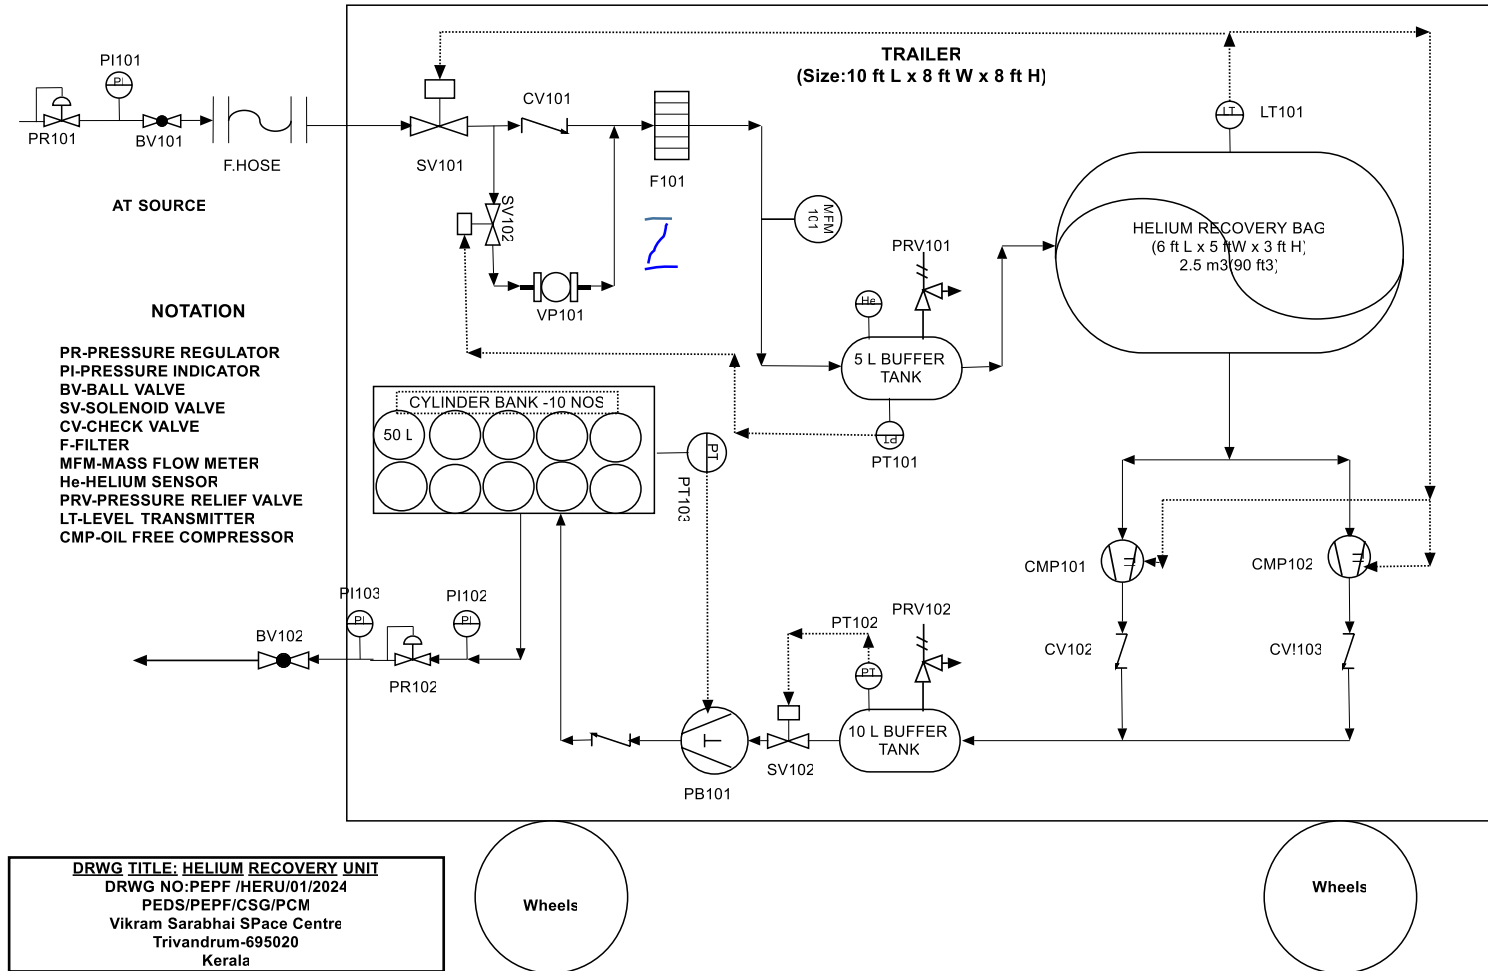 TRAILER
(Size:10 ft L x 8 ft W x 8 ft H)
PI101
PI
PR101
BV101
F.HOSE
AT SOURCE
SV101
CV101
F101
SV102
VP101
MFM
101
LT
LT101
HELIUM RECOVERY BAG
(6 ft L x 5 ftW x 3 ft H)
2.5 m3(90 ft3)
PRV101
He
5 L BUFFER
TANK
PT
PT101
NOTATION
PR-PRESSURE REGULATOR
PI-PRESSURE INDICATOR
BV-BALL VALVE
SV-SOLENOID VALVE
CV-CHECK VALVE
F-FILTER
MFM-MASS FLOW METER
He-HELIUM SENSOR
PRV-PRESSURE RELIEF VALVE
LT-LEVEL TRANSMITTER
CMP-OIL FREE COMPRESSOR
CYLINDER BANK -10 NOS
50 L
PT
PT103
CMP101
CMP102
CV102
CV!103
PI103
PI
PI102
PI
BV102
PR102
PT102
PT
PRV102
10 L BUFFER
TANK
SV102
PB101
Wheels
Wheels
DRWG TITLE: HELIUM RECOVERY UNIT
DRWG NO:PEPF /HERU/01/2024
PEDS/PEPF/CSG/PCM
Vikram Sarabhai SPace Centre
Trivandrum-695020
Kerala